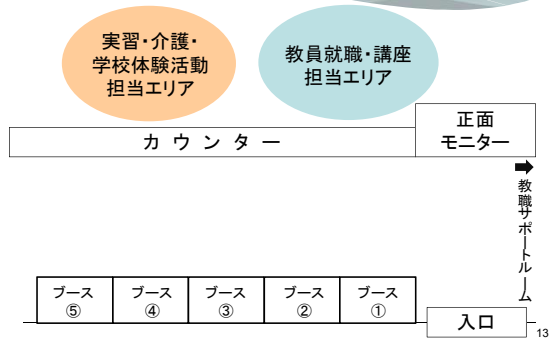 実習・介護・
学校体験活動
担当エリア
教員就職・講座
担当エリア
正面
モニター
カウンター
➡教職サポートルーム
ブース
⑤
ブース
④
ブース
③
ブース
②
ブース
①
入口
13